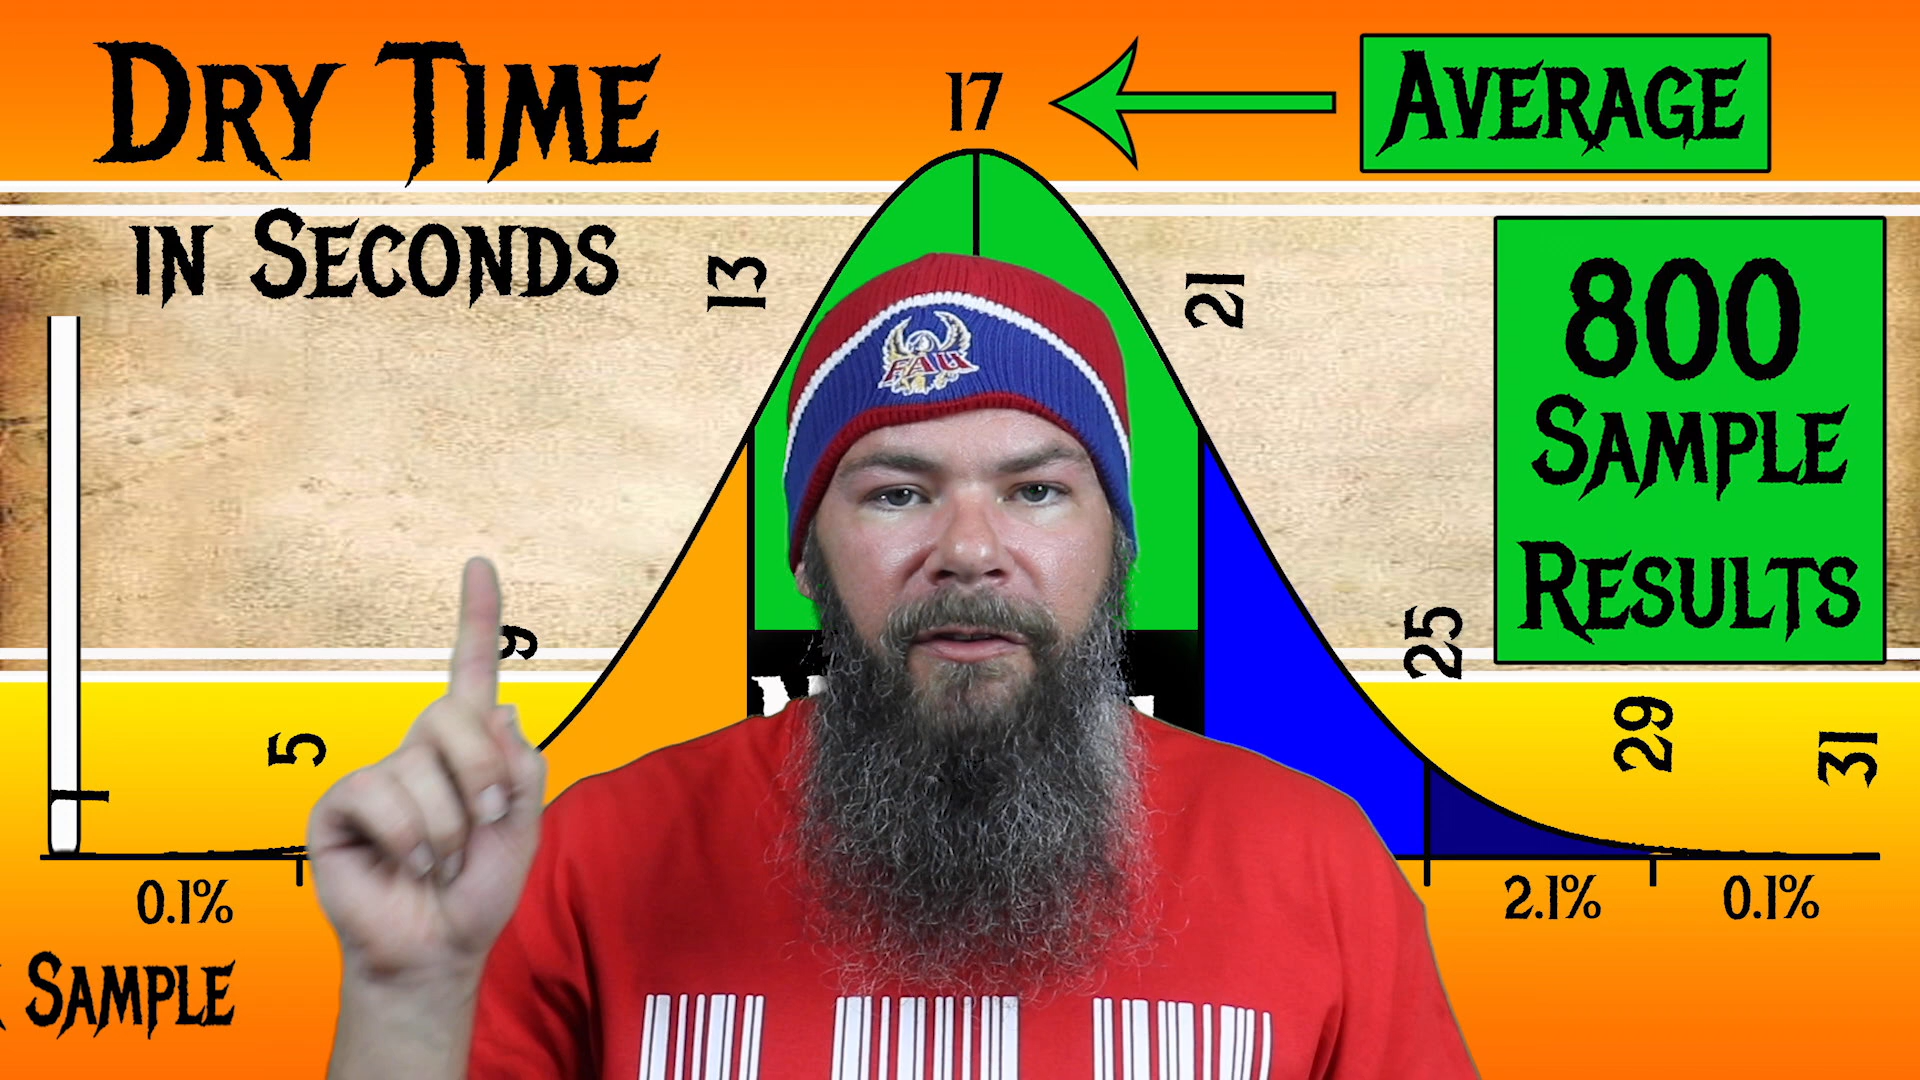 DRY TIME
IN SECONDS
17
AVERAGE
13
21
800
SAMPLE
RESULTS
FAU
9
25
5
29
31
0.1%
2.1%
0.1%
SAMPLE